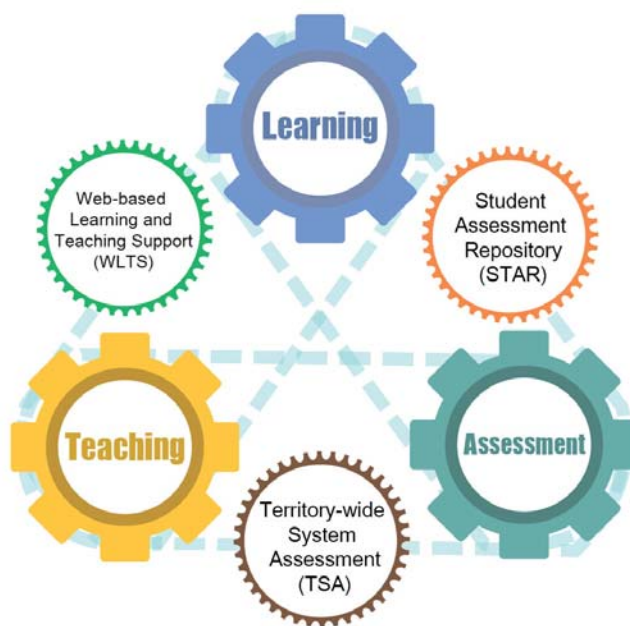 Learning
Web-based
Learning and
Teaching Support
(WLTS)
Student
Assessment
Repository
(STAR)
Teaching
Assessment
Territory-wide
System
Assessment
(TSA)